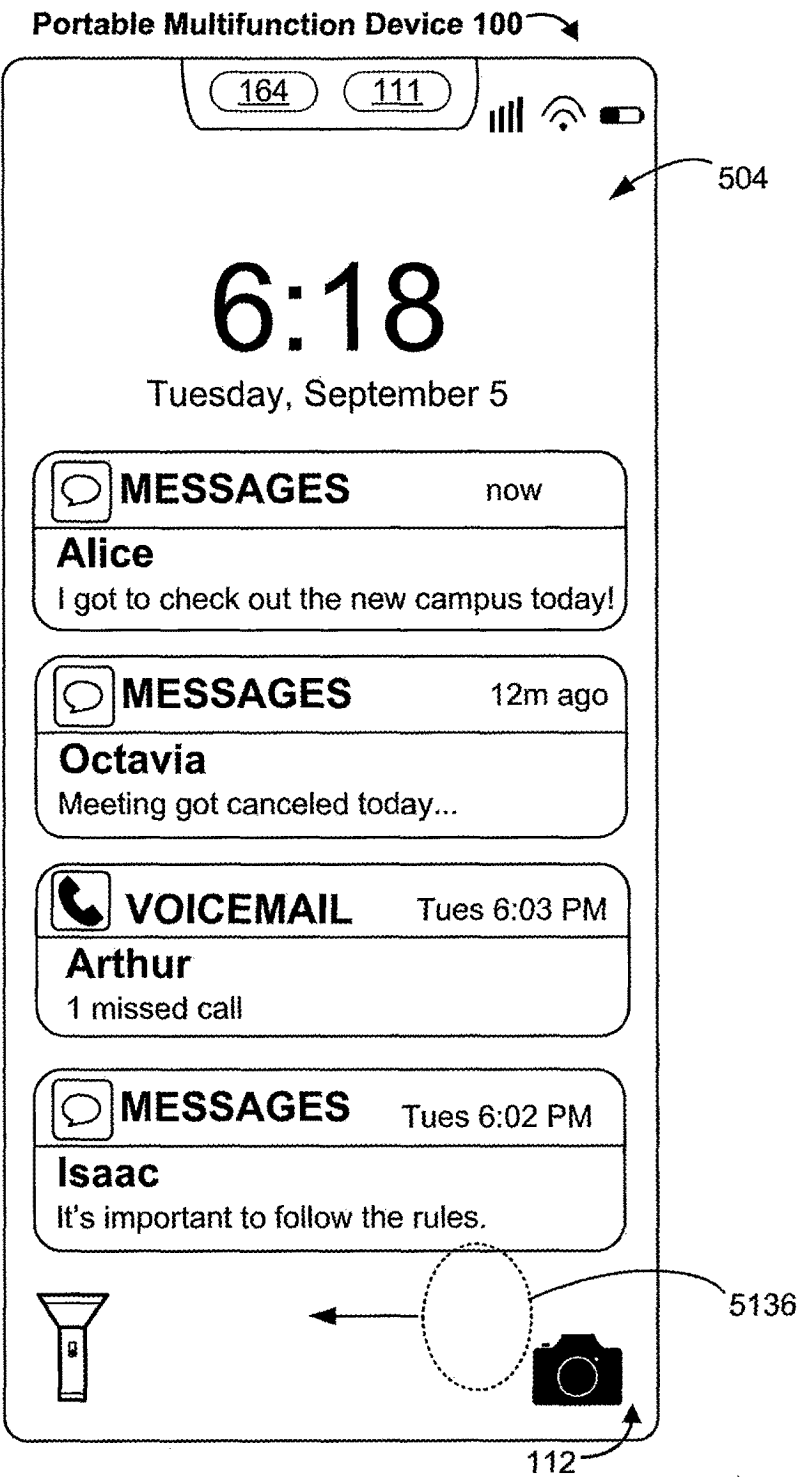 Portable Multifunction Device 100
164 111
504
6:18
Tuesday, September 5
MESSAGES now
Alice
I got to check out the new campus today!
MESSAGES 12m ago
Octavia
Meeting got canceled today...
VOICEMAIL Tues 6:03 PM
Arthur
1 missed call
MESSAGES Tues 6:02 PM
Isaac
It's important to follow the rules.
5136
112